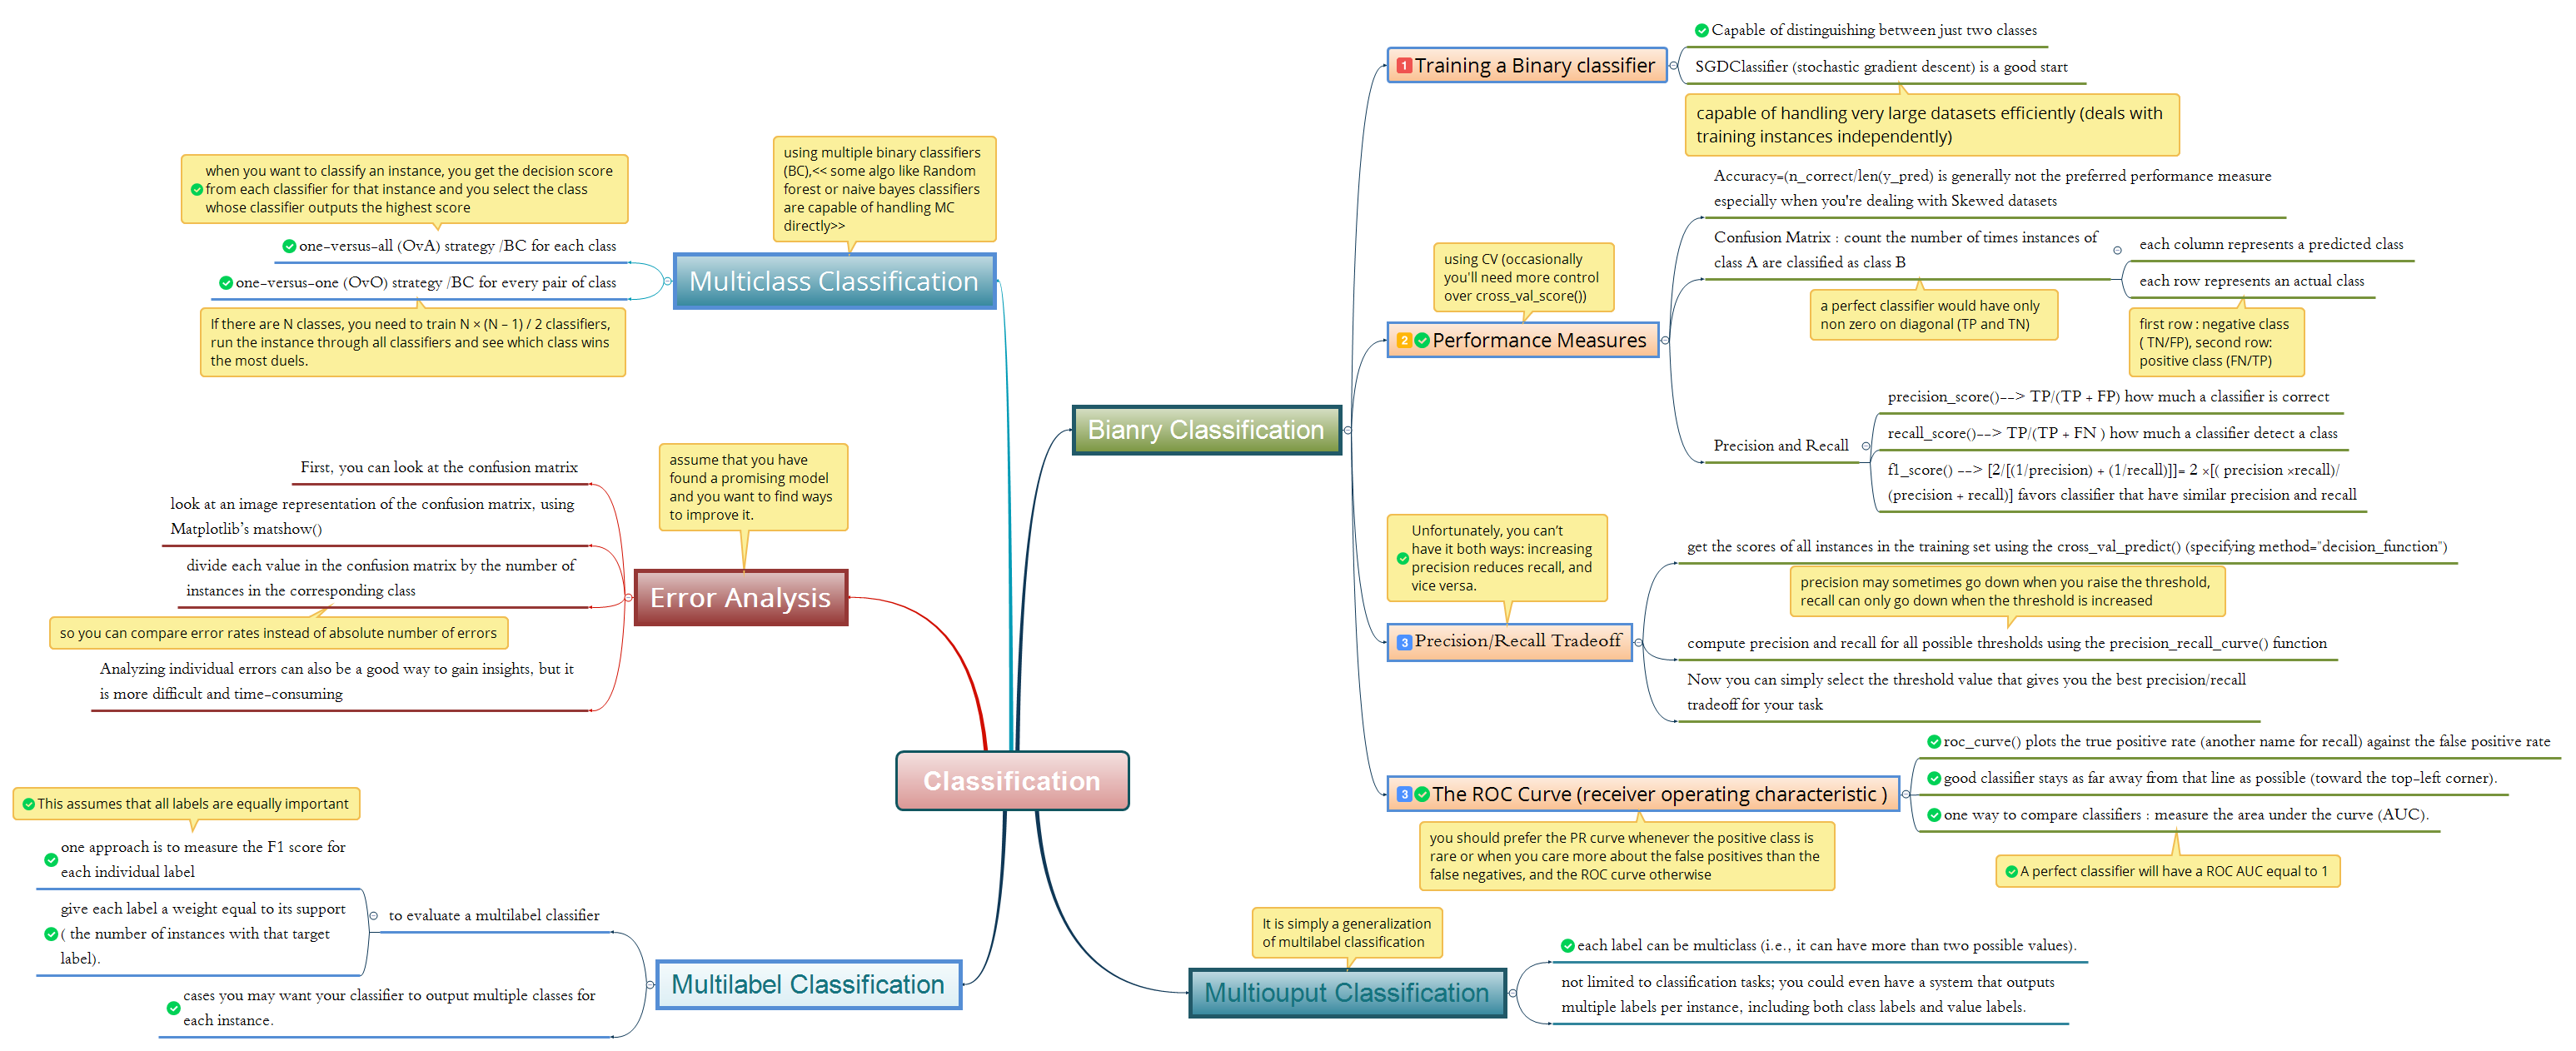 Classification
Bianry Classification
1
Training a Binary classifier
Capable of distinguishing between just two classes
SGDClassifier (stochastic gradient descent) is a good start
capable of handling very large datasets efficiently (deals with
training instances independently)
using CV (occasionally
you'll need more control
over cross_val_score())
2
Performance Measures
Accuracy=(n_correct/len(y_pred) is generally not the preferred performance measure
especially when you're dealing with Skewed datasets
Confusion Matrix : count the number of times instances of
class A are classified as class B
a perfect classifier would have only
non zero on diagonal (TP and TN)
each column represents a predicted class
each row represents an actual class
first row : negative class
( TN/FP), second row:
positive class (FN/TP)
Precision and Recall
precision_score()--> TP/(TP + FP) how much a classifier is correct
recall_score()--> TP/(TP + FN ) how much a classifier detect a class
f1_score() --> [2/[(1/precision) + (1/recall)]]= 2 ×[( precision ×recall)/
(precision + recall)] favors classifier that have similar precision and recall
Unfortunately, you can't
have it both ways: increasing
precision reduces recall, and
vice versa.
3
Precision/Recall Tradeoff
get the scores of all instances in the training set using the cross_val_predict() (specifying method="decision_function")
precision may sometimes go down when you raise the threshold,
recall can only go down when the threshold is increased
compute precision and recall for all possible thresholds using the precision_recall_curve() function
Now you can simply select the threshold value that gives you the best precision/recall
tradeoff for your task
3
The ROC Curve (receiver operating characteristic )
roc_curve() plots the true positive rate (another name for recall) against the false positive rate
good classifier stays as far away from that line as possible (toward the top-left corner).
one way to compare classifiers : measure the area under the curve (AUC).
A perfect classifier will have a ROC AUC equal to 1
you should prefer the PR curve whenever the positive class is
rare or when you care more about the false positives than the
false negatives, and the ROC curve otherwise
using multiple binary classifiers
(BC),<< some algo like Random
forest or naive bayes classifiers
are capable of handling MC
directly>>
Multiclass Classification
when you want to classify an instance, you get the decision score
from each classifier for that instance and you select the class
whose classifier outputs the highest score
one-versus-all (OvA) strategy /BC for each class
one-versus-one (OvO) strategy /BC for every pair of class
If there are N classes, you need to train N × (N – 1) / 2 classifiers,
run the instance through all classifiers and see which class wins
the most duels.
assume that you have
found a promising model
and you want to find ways
to improve it.
Error Analysis
First, you can look at the confusion matrix
look at an image representation of the confusion matrix, using
Matplotlib's matshow()
divide each value in the confusion matrix by the number of
instances in the corresponding class
so you can compare error rates instead of absolute number of errors
Analyzing individual errors can also be a good way to gain insights, but it
is more difficult and time-consuming
Multilabel Classification
to evaluate a multilabel classifier
This assumes that all labels are equally important
one approach is to measure the F1 score for
each individual label
give each label a weight equal to its support
( the number of instances with that target
label).
cases you may want your classifier to output multiple classes for
each instance.
It is simply a generalization
of multilabel classification
Multiouput Classification
each label can be multiclass (i.e., it can have more than two possible values).
not limited to classification tasks; you could even have a system that outputs
multiple labels per instance, including both class labels and value labels.